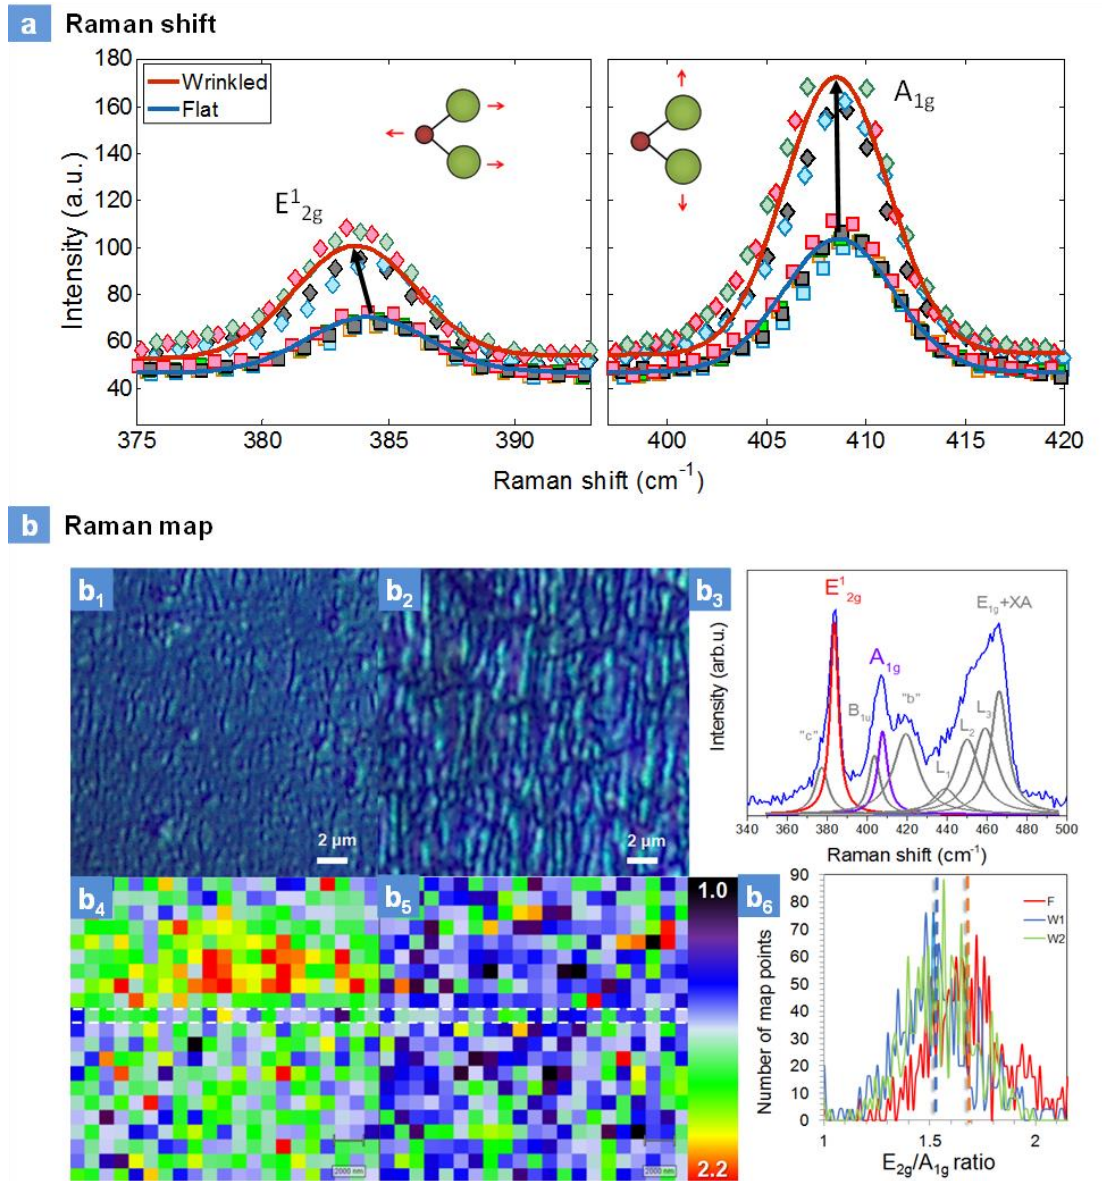 a Raman shift
180
160
140
120
100
80
60
40
Intensity (a.u.)
Wrinkled
Flat
E¹₂g
A₁g
375 380 385 390
400 405 410 415 420
Raman shift (cm⁻¹)
b Raman map
b₁
2 µm
b₂
2 µm
b₃
E¹₂g
A₁g
E₁g+XA
"c"
B₁u
"b"
L₁
L₂
L₃
Intensity (arb.u.)
340 360 380 400 420 440 460 480 500
Raman shift (cm⁻¹)
b₄
2000 nm
b₅
2000 nm
1.0
2.2
b₆
90
80
70
60
50
40
30
20
10
0
Number of map points
F
W1
W2
1 1.5 2
E₂g/A₁g ratio